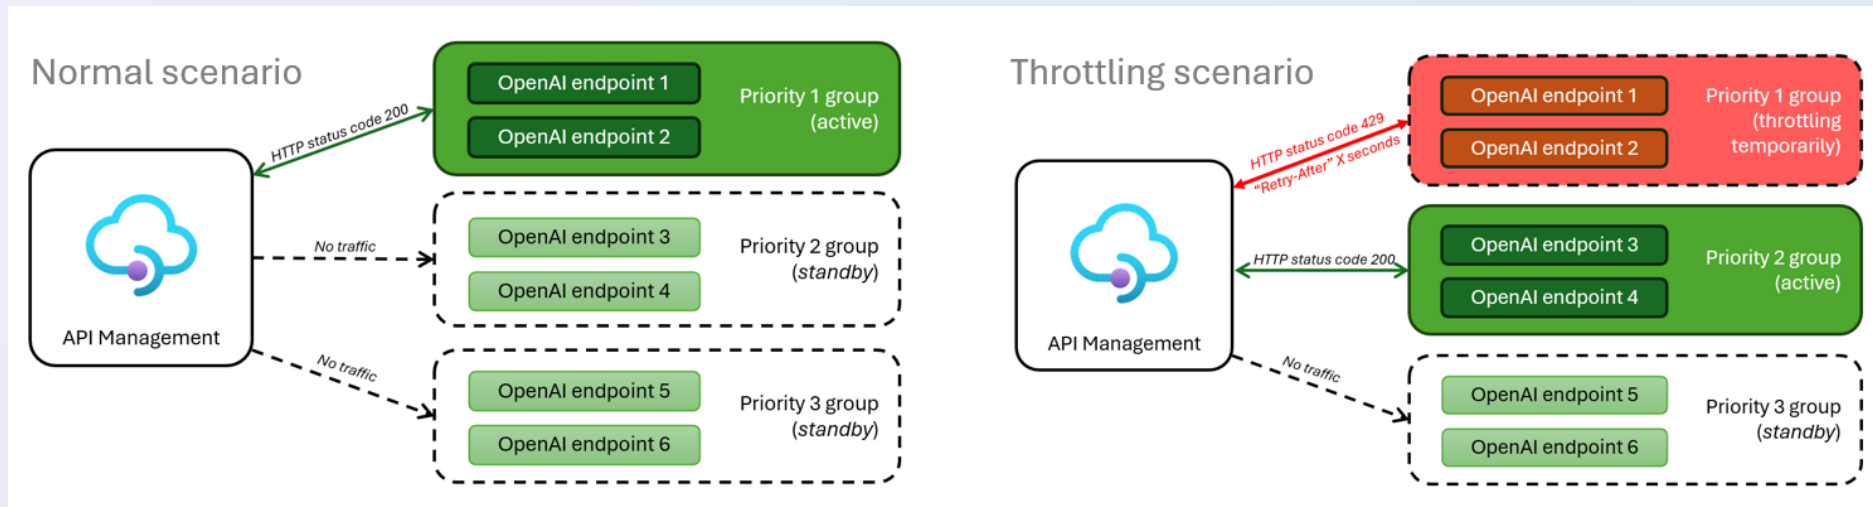 Normal scenario
OpenAI endpoint 1
OpenAI endpoint 2
Priority 1 group
(active)
HTTP status code 200
API Management
No traffic
OpenAI endpoint 3
OpenAI endpoint 4
Priority 2 group
(standby)
No traffic
OpenAI endpoint 5
OpenAI endpoint 6
Priority 3 group
(standby)
Throttling scenario
OpenAI endpoint 1
OpenAI endpoint 2
Priority 1 group
(throttling
temporarily)
HTTP status code 429
“Retry-After” X seconds
API Management
HTTP status code 200
OpenAI endpoint 3
OpenAI endpoint 4
Priority 2 group
(active)
No traffic
OpenAI endpoint 5
OpenAI endpoint 6
Priority 3 group
(standby)